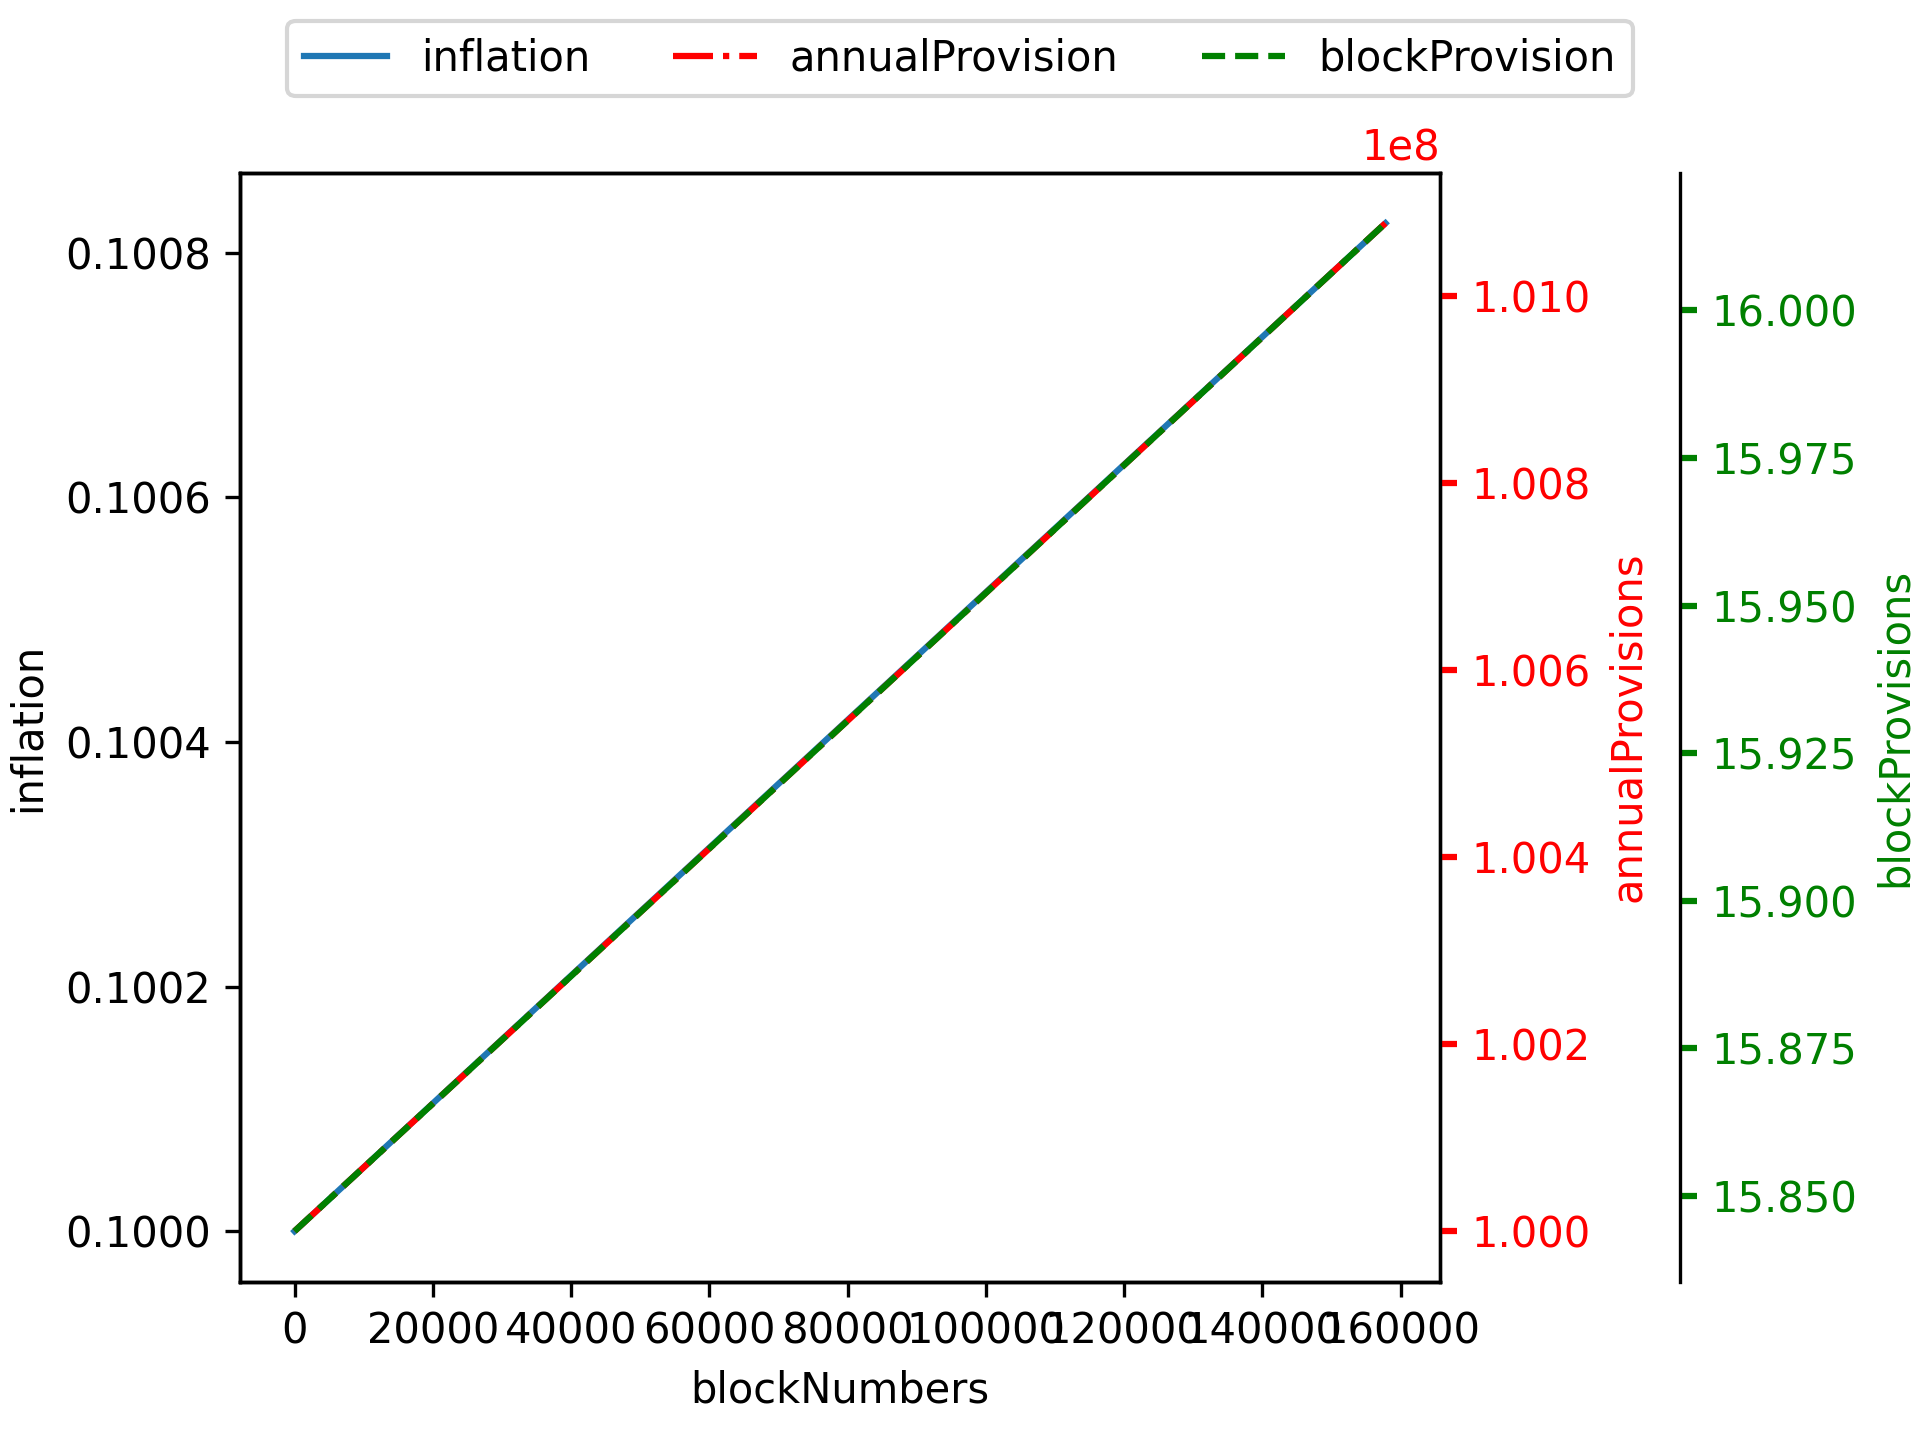 inflation annualProvision blockProvision
1e8
0.1008
0.1006
0.1004
0.1002
0.1000
inflation
1.010
1.008
1.006
1.004
1.002
1.000
annualProvisions
16.000
15.975
15.950
15.925
15.900
15.875
15.850
blockProvisions
0 20000 40000 60000 80000 100000 120000 140000 160000
blockNumbers